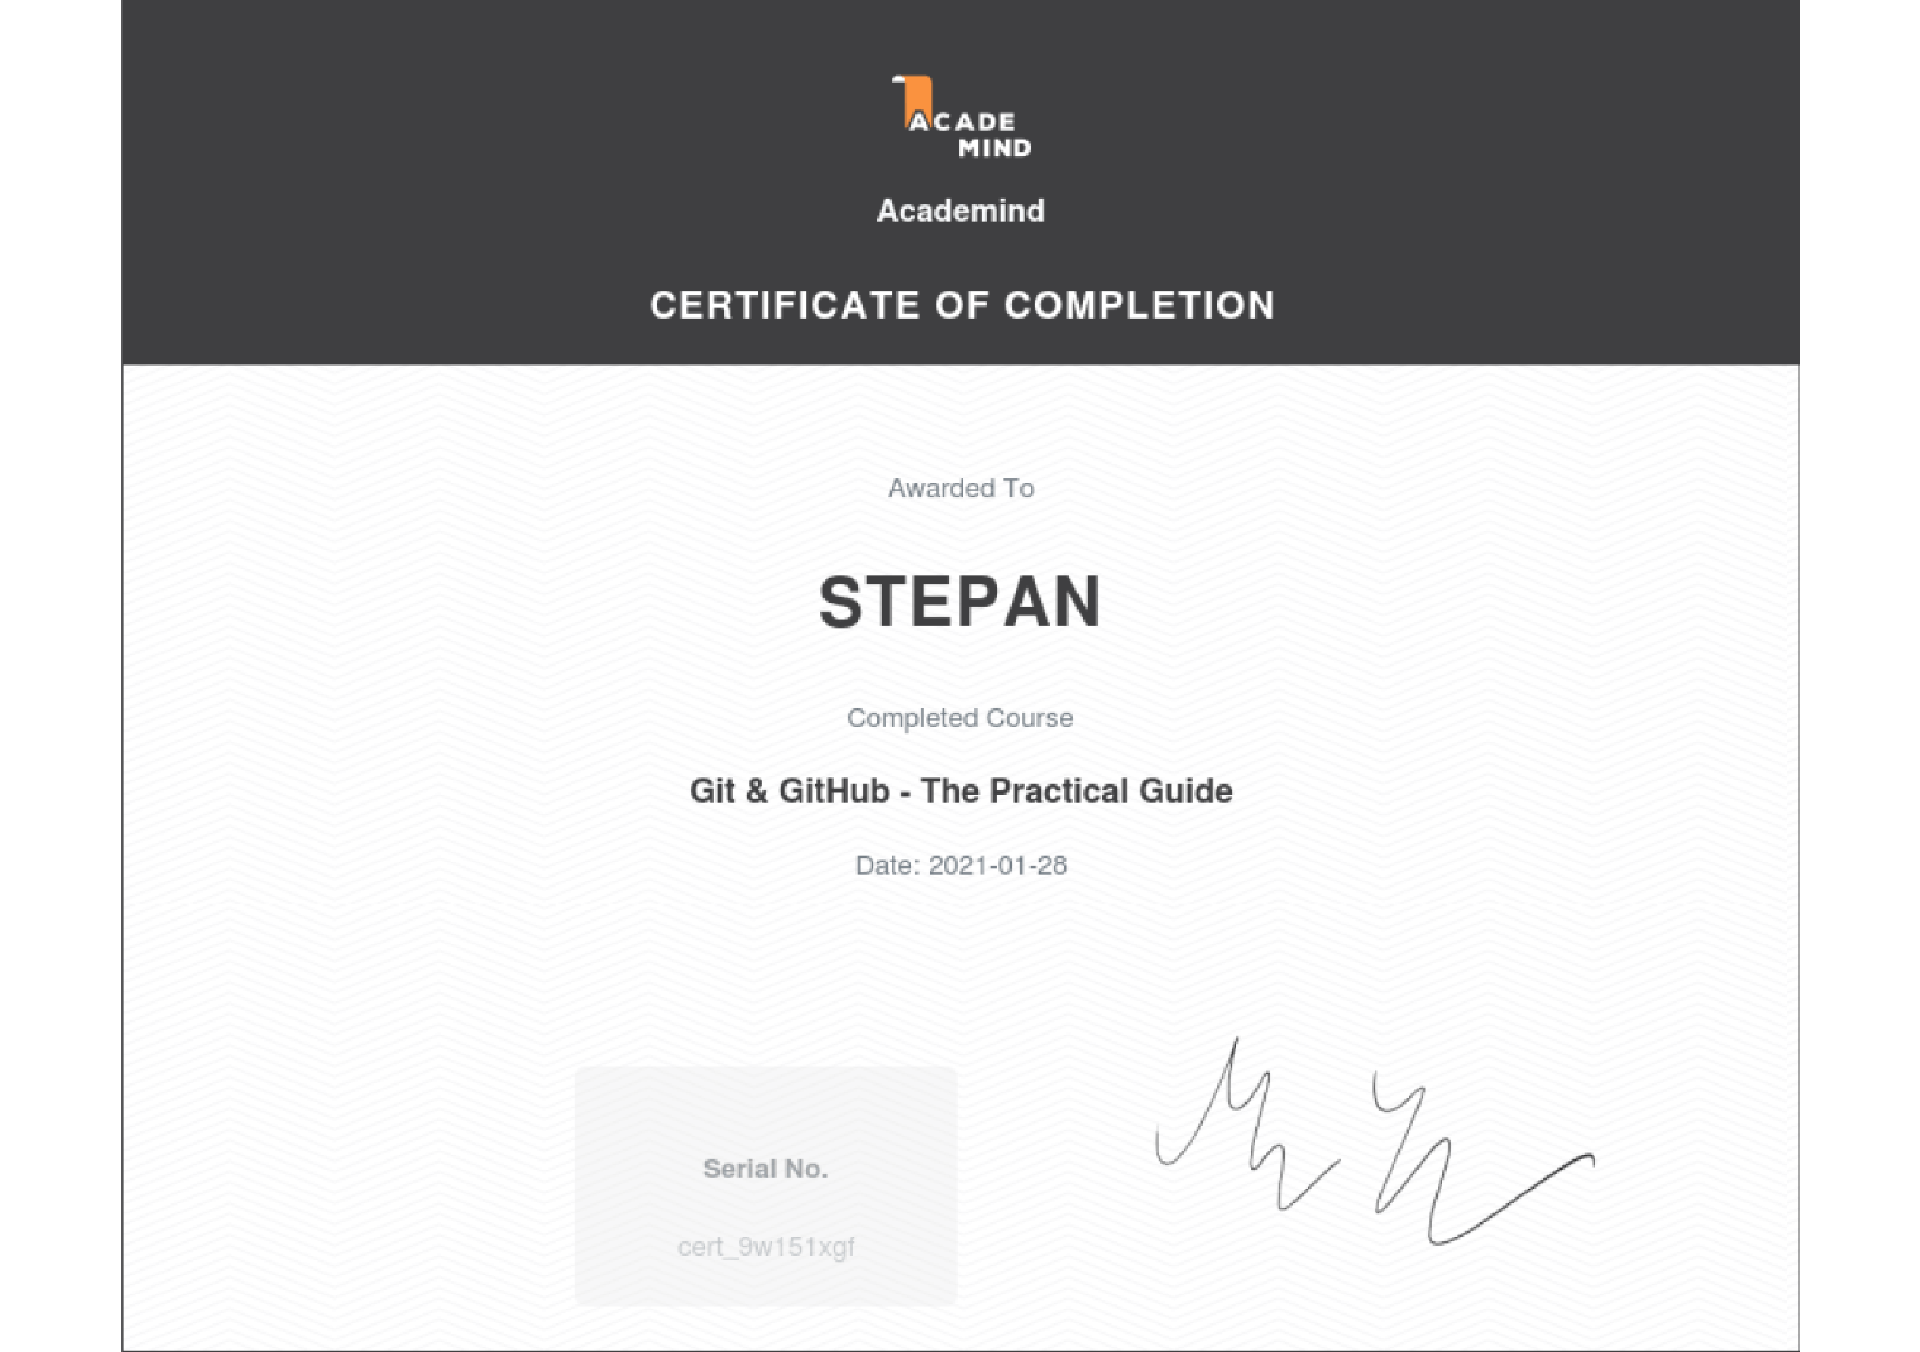 ACADE
MIND
Academind
CERTIFICATE OF COMPLETION
Awarded To
STEPAN
Completed Course
Git & GitHub - The Practical Guide
Date: 2021-01-28
Serial No.
cert_9w151xgf